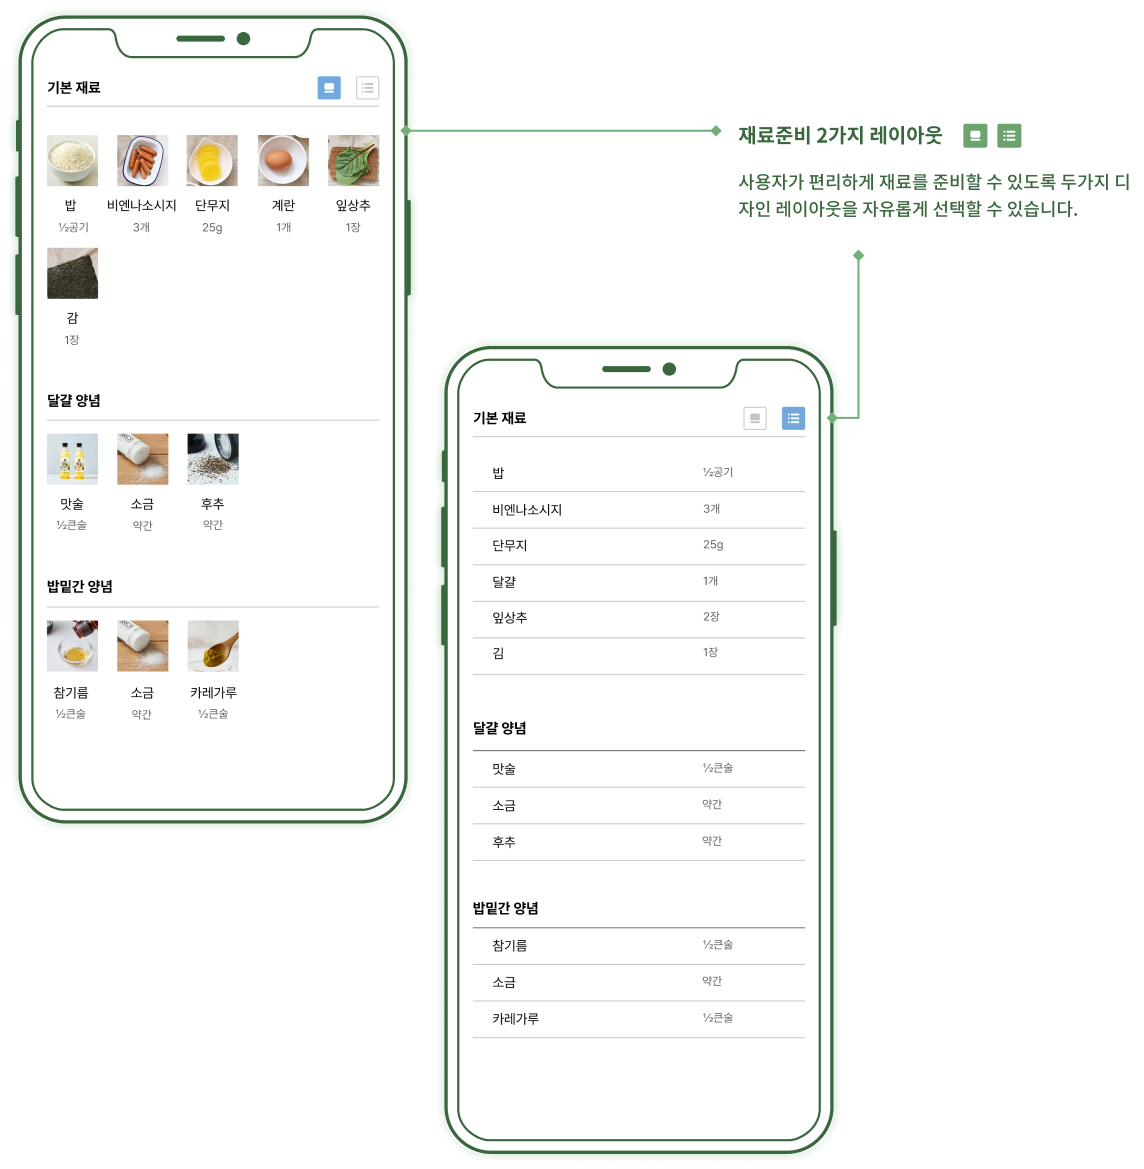 기본 재료
밥 비엔나소시지 단무지 계란 잎상추
½공기 3개 25g 1개 1장
감
1장
달걀 양념
맛술 소금 후추
½큰술 약간 약간
밥밑간 양념
참기름 소금 카레가루
½큰술 약간 ½큰술
재료준비 2가지 레이아웃
사용자가 편리하게 재료를 준비할 수 있도록 두가지 디
자인 레이아웃을 자유롭게 선택할 수 있습니다.
기본 재료
밥 ½공기
비엔나소시지 3개
단무지 25g
달걀 1개
잎상추 2장
김 1장
달걀 양념
맛술 ½큰술
소금 약간
후추 약간
밥밑간 양념
참기름 ½큰술
소금 약간
카레가루 ½큰술